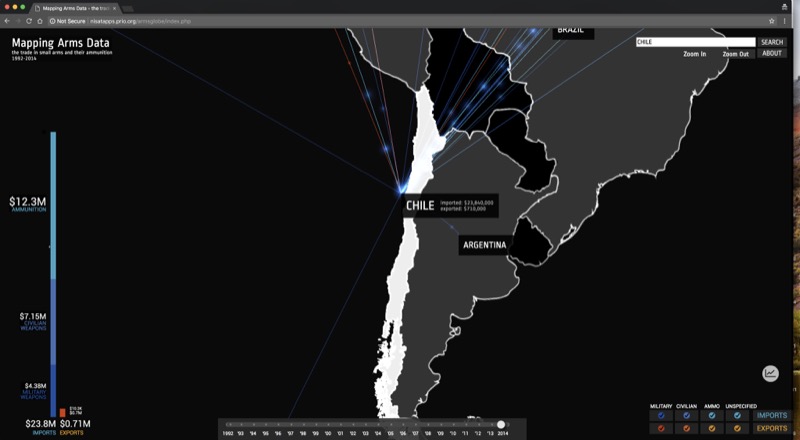 Mapping Arms Data - the trade
Not Secure
nisatapps.prio.org/armsglobe/index.php
Mapping Arms Data
the trade in small arms and their ammunition
1992-2014
BRAZIL
CHILE
SEARCH
Zoom In
Zoom Out
ABOUT
$12.3M
AMMUNITION
CHILE
imported: $23,840,000
exported: $710,000
ARGENTINA
$7.15M
CIVILIAN
WEAPONS
$4.38M
MILITARY
WEAPONS
$0.7M
$23.8M
IMPORTS
$0.71M
EXPORTS
1992 '93 '94 '95 '96 '97 '98 '99 '00 '01 '02 '03 '04 '05 '06 '07 '08 '09 '10 '11 '12 '13 2014
MILITARY CIVILIAN AMMO UNSPECIFIED
IMPORTS
EXPORTS